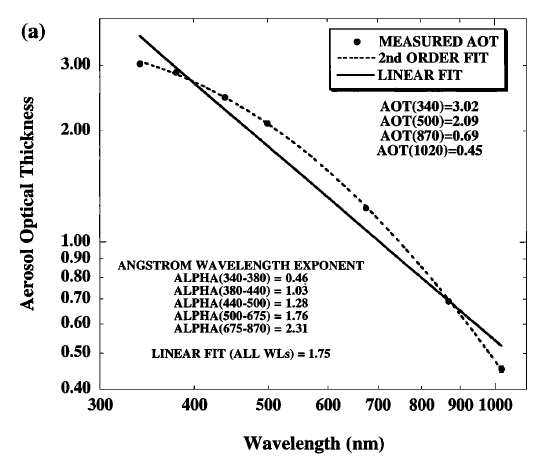 (a)
MEASURED AOT
2nd ORDER FIT
LINEAR FIT
AOT(340)=3.02
AOT(500)=2.09
AOT(870)=0.69
AOT(1020)=0.45
Aerosol Optical Thickness
3.00
2.00
1.00
0.90
0.80
0.70
0.60
0.50
0.40
ANGSTROM WAVELENGTH EXPONENT
ALPHA(340-380) = 0.46
ALPHA(380-440) = 1.03
ALPHA(440-500) = 1.28
ALPHA(500-675) = 1.76
ALPHA(675-870) = 2.31
LINEAR FIT (ALL WLs) = 1.75
300 400 500 600 700 800 900 1000
Wavelength (nm)